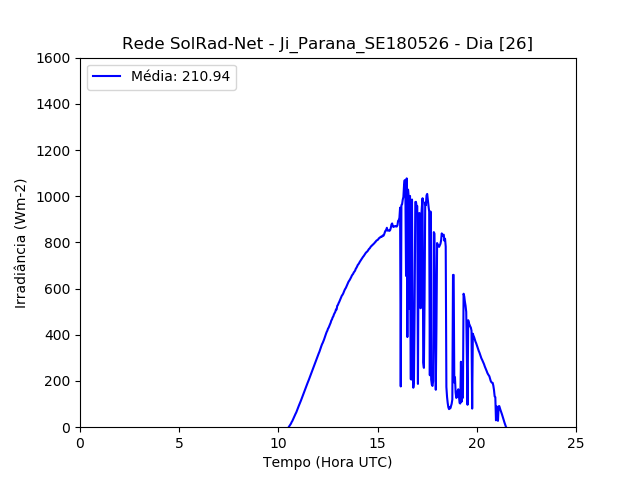 Rede SolRad-Net - Ji_Parana_SE180526 - Dia [26]
Média: 210.94
Irradiância (Wm-2)
1600
1400
1200
1000
800
600
400
200
0
0 5 10 15 20 25
Tempo (Hora UTC)